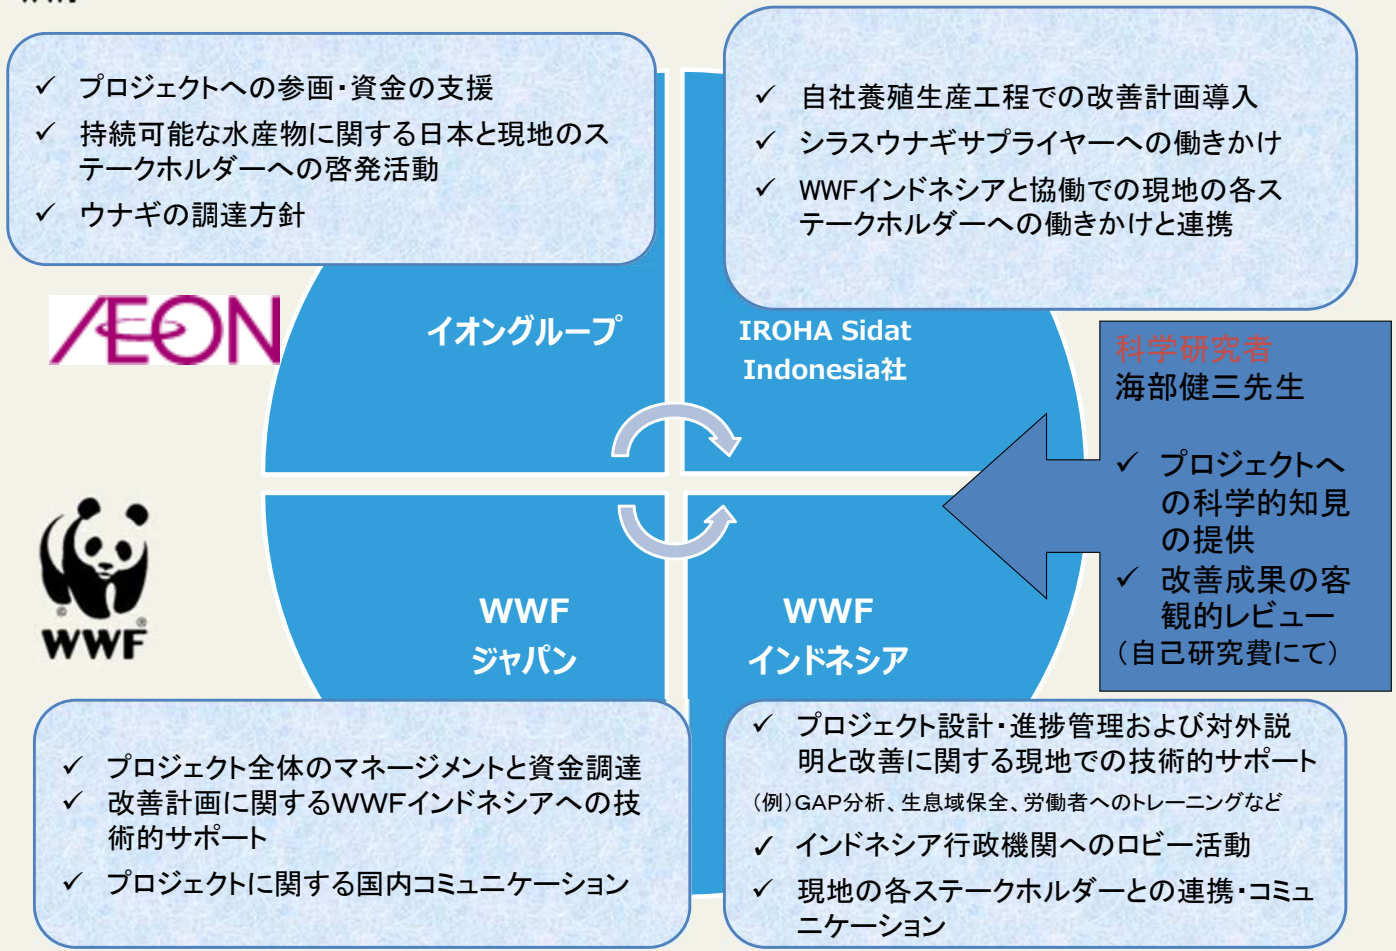 ✓ プロジェクトへの参画・資金の支援
✓ 持続可能な水産物に関する日本と現地のス
テークホルダーへの啓発活動
✓ ウナギの調達方針
✓ 自社養殖生産工程での改善計画導入
✓ シラスウナギサプライヤーへの働きかけ
✓ WWFインドネシアと協働での現地の各ス
テークホルダーへの働きかけと連携
ÆON
イオングループ
IROHA Sidat
Indonesia社
科学研究者
海部健三先生
✓ プロジェクトへ
の科学的知見
の提供
✓ 改善成果の客
観的レビュー
(自己研究費にて)
WWF
ジャパン
WWF
インドネシア
©
®
WWF
✓ プロジェクト全体のマネージメントと資金調達
✓ 改善計画に関するWWFインドネシアへの技
術的サポート
✓ プロジェクトに関する国内コミュニケーション
✓ プロジェクト設計・進捗管理および対外説
明と改善に関する現地での技術的サポート
(例)GAP分析、生息域保全、労働者へのトレーニングなど
✓ インドネシア行政機関へのロビー活動
✓ 現地の各ステークホルダーとの連携・コミュ
ニケーション